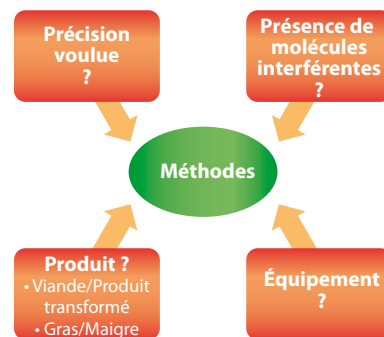 Précision
voulue
?
Présence de
molécules
interférentes
?
Méthodes
Produit ?
• Viande/Produit
transformé
• Gras/Maigre
Équipement
?